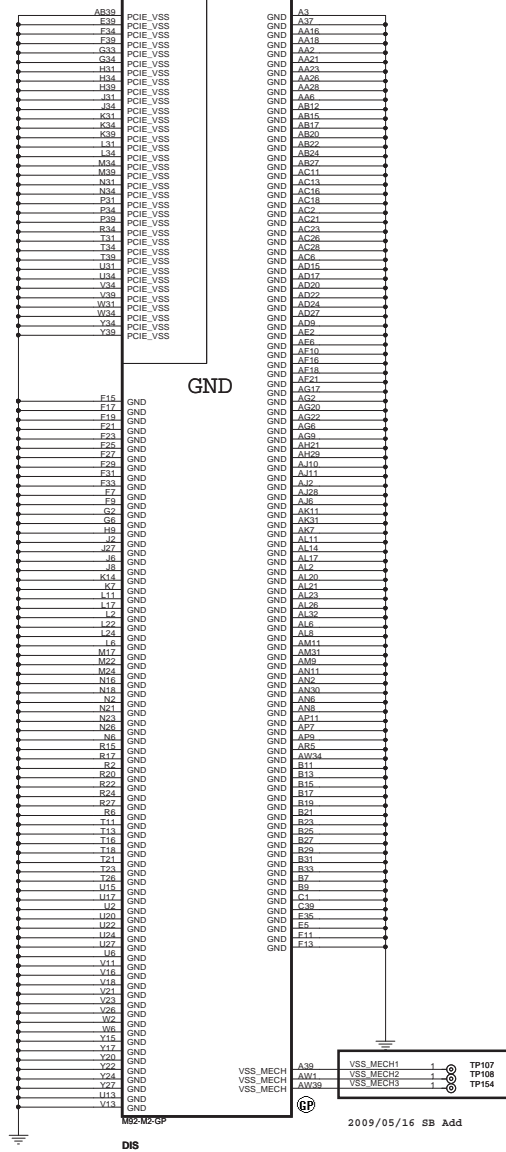 AB39 PCIE_VSS
E39 PCIE_VSS
F34 PCIE_VSS
F39 PCIE_VSS
G33 PCIE_VSS
G34 PCIE_VSS
H31 PCIE_VSS
H34 PCIE_VSS
H39 PCIE_VSS
J31 PCIE_VSS
J34 PCIE_VSS
K31 PCIE_VSS
K34 PCIE_VSS
K39 PCIE_VSS
L31 PCIE_VSS
L34 PCIE_VSS
M34 PCIE_VSS
M39 PCIE_VSS
N31 PCIE_VSS
N34 PCIE_VSS
P31 PCIE_VSS
P34 PCIE_VSS
P39 PCIE_VSS
R34 PCIE_VSS
T31 PCIE_VSS
T34 PCIE_VSS
T39 PCIE_VSS
U31 PCIE_VSS
U34 PCIE_VSS
V34 PCIE_VSS
V39 PCIE_VSS
W31 PCIE_VSS
W34 PCIE_VSS
Y34 PCIE_VSS
Y39 PCIE_VSS
GND
F15 GND
F17 GND
F19 GND
F21 GND
F23 GND
F25 GND
F27 GND
F29 GND
F31 GND
F33 GND
F7 GND
F9 GND
G2 GND
G6 GND
H9 GND
J2 GND
J27 GND
J6 GND
J8 GND
K14 GND
K7 GND
L11 GND
L17 GND
L2 GND
L22 GND
L24 GND
L6 GND
M17 GND
M22 GND
M24 GND
N16 GND
N18 GND
N2 GND
N21 GND
N23 GND
N26 GND
N6 GND
R15 GND
R17 GND
R2 GND
R20 GND
R22 GND
R24 GND
R27 GND
R6 GND
T11 GND
T13 GND
T16 GND
T18 GND
T21 GND
T23 GND
T26 GND
U15 GND
U17 GND
U2 GND
U20 GND
U22 GND
U24 GND
U27 GND
U6 GND
V11 GND
V16 GND
V18 GND
V21 GND
V23 GND
V26 GND
W2 GND
W6 GND
Y15 GND
Y17 GND
Y20 GND
Y22 GND
Y24 GND
Y27 GND
U13 GND
V13 GND
GND A3
GND A37
GND AA16
GND AA18
GND AA2
GND AA21
GND AA23
GND AA26
GND AA28
GND AA6
GND AB12
GND AB15
GND AB17
GND AB20
GND AB22
GND AB24
GND AB27
GND AC11
GND AC13
GND AC16
GND AC18
GND AC2
GND AC21
GND AC23
GND AC26
GND AC28
GND AC6
GND AD15
GND AD17
GND AD20
GND AD22
GND AD24
GND AD27
GND AD9
GND AE2
GND AE6
GND AF10
GND AF16
GND AF18
GND AF21
GND AG17
GND AG2
GND AG20
GND AG22
GND AG6
GND AG9
GND AH21
GND AH29
GND AJ10
GND AJ11
GND AJ2
GND AJ28
GND AJ6
GND AK11
GND AK31
GND AK7
GND AL11
GND AL14
GND AL17
GND AL2
GND AL20
GND AL21
GND AL23
GND AL26
GND AL32
GND AL6
GND AL8
GND AM11
GND AM31
GND AM9
GND AN11
GND AN2
GND AN30
GND AN6
GND AN8
GND AP11
GND AP7
GND AP9
GND AR5
GND AW34
GND B11
GND B13
GND B15
GND B17
GND B19
GND B21
GND B23
GND B25
GND B27
GND B29
GND B31
GND B33
GND B7
GND B9
GND C1
GND C39
GND E35
GND E5
GND F11
GND F13
VSS_MECH A39 VSS_MECH1 1 TP107
VSS_MECH AW1 VSS_MECH2 1 TP108
VSS_MECH AW39 VSS_MECH3 1 TP154
GP
M92-M2-GP
2009/05/16 SB Add
DIS